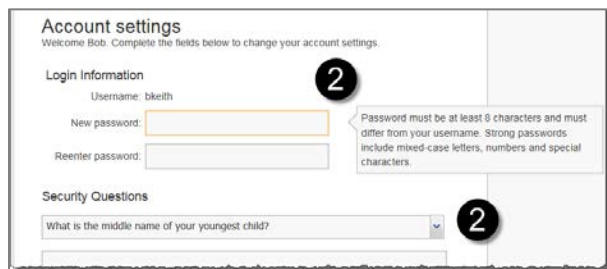 Account settings
Welcome Bob. Complete the fields below to change your account settings.
Login Information
2
Username: bkeith
New password:
Password must be at least 8 characters and must
differ from your username. Strong passwords
include mixed-case letters, numbers and special
characters.
Reenter password:
Security Questions
What is the middle name of your youngest child?
2